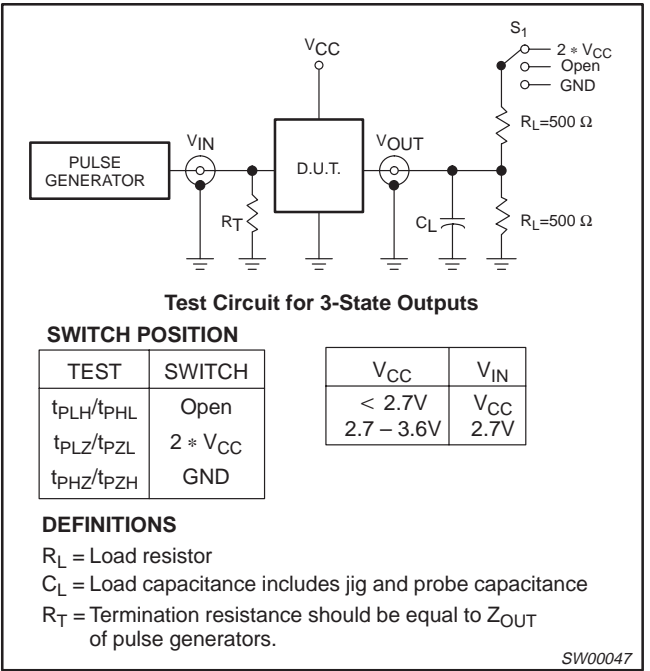 S1
VCC
2 * VCC
Open
GND
RL=500 Ω
VIN
VOUT
PULSE
GENERATOR
D.U.T.
RT
CL
RL=500 Ω
Test Circuit for 3-State Outputs
SWITCH POSITION
TEST SWITCH
tPLH/tPHL Open
tPLZ/tPZL 2 * VCC
tPHZ/tPZH GND
VCC VIN
< 2.7V VCC
2.7 – 3.6V 2.7V
DEFINITIONS
RL = Load resistor
CL = Load capacitance includes jig and probe capacitance
RT = Termination resistance should be equal to ZOUT
of pulse generators.
SW00047